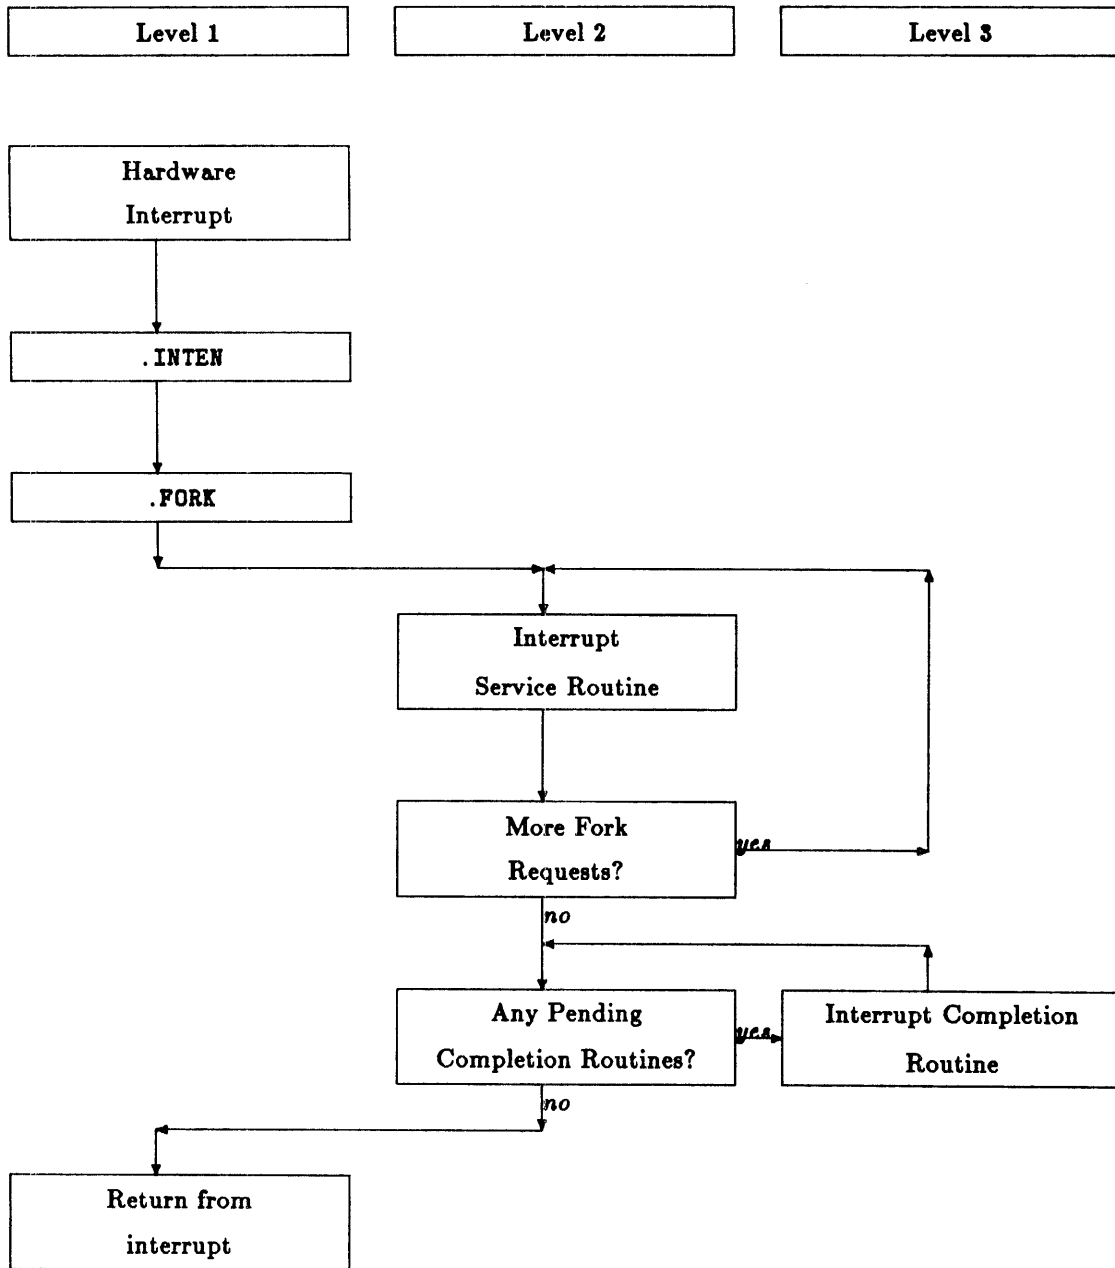 Level 1
Level 2
Level 3
Hardware
Interrupt
.INTEN
.FORK
Interrupt
Service Routine
More Fork
Requests?
yes
no
Any Pending
Completion Routines?
yes
Interrupt Completion
Routine
no
Return from
interrupt